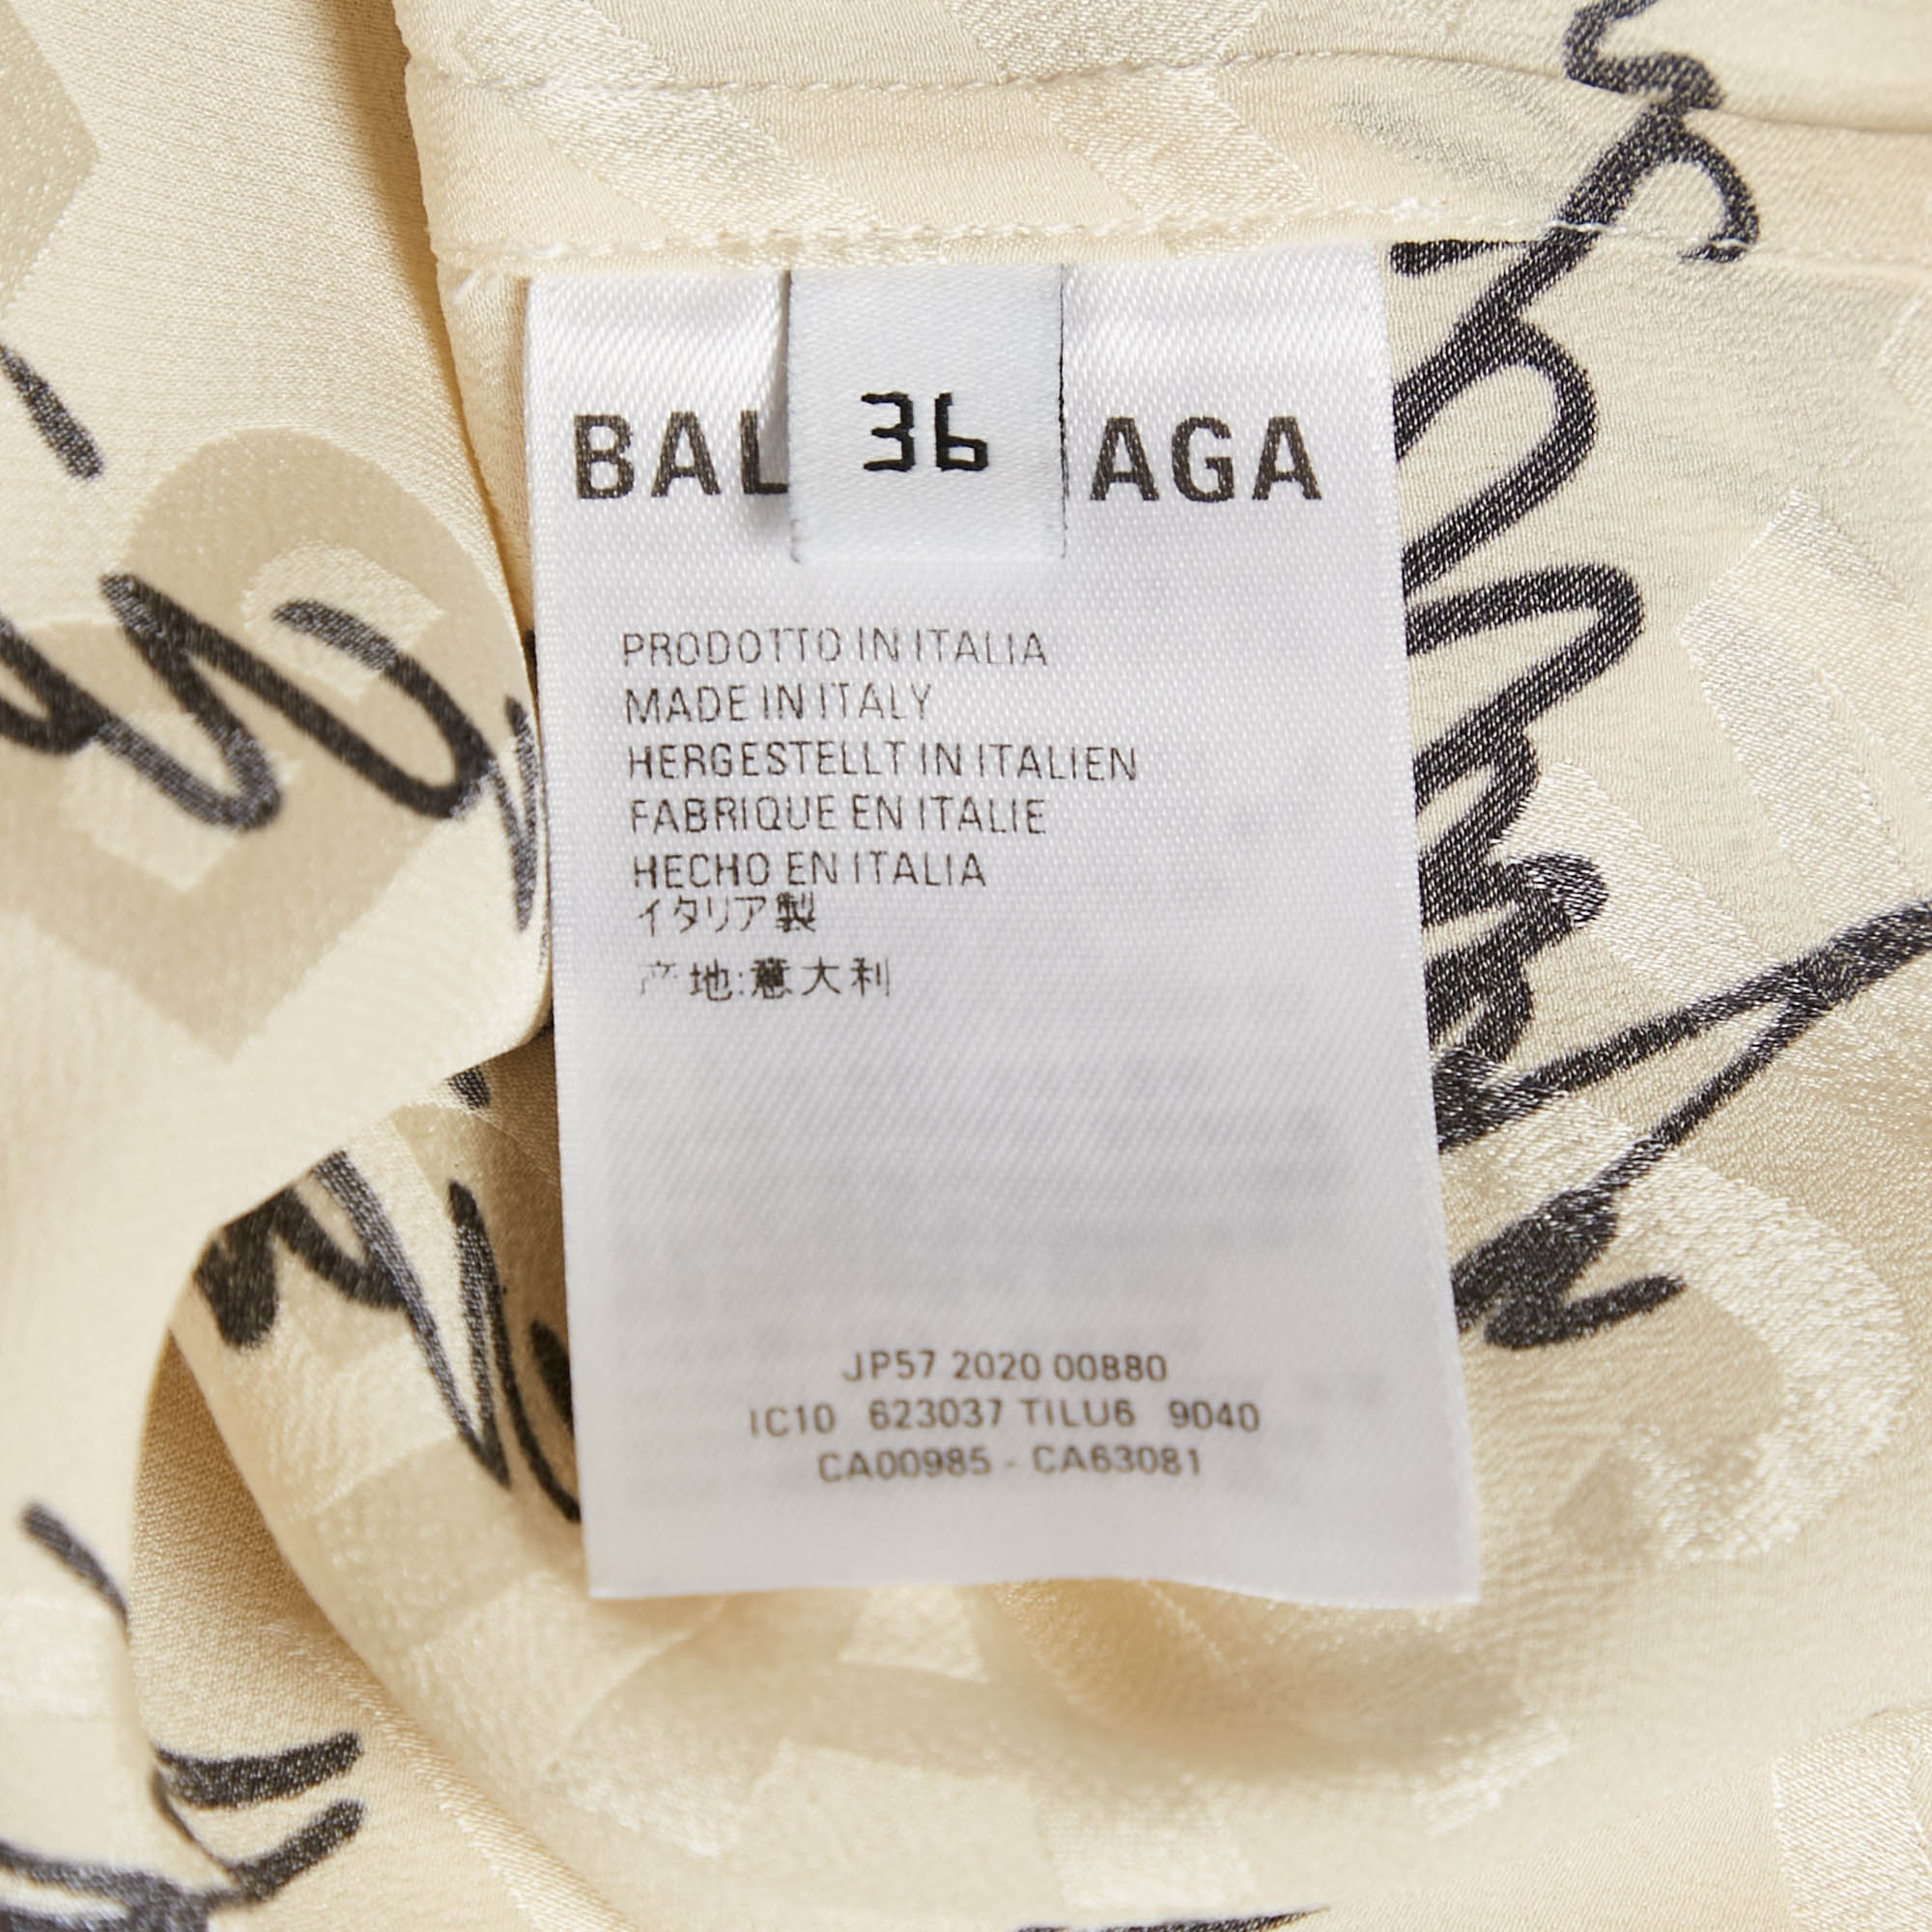 BAL 36 AGA
PRODOTTO IN ITALIA
MADE IN ITALY
HERGESTELLT IN ITALIEN
FABRIQUE EN ITALIE
HECHO EN ITALIA
イタリア製
产地:意大利
JP57 2020 00880
IC10 623037 TILU6 9040
CA00985 - CA63081